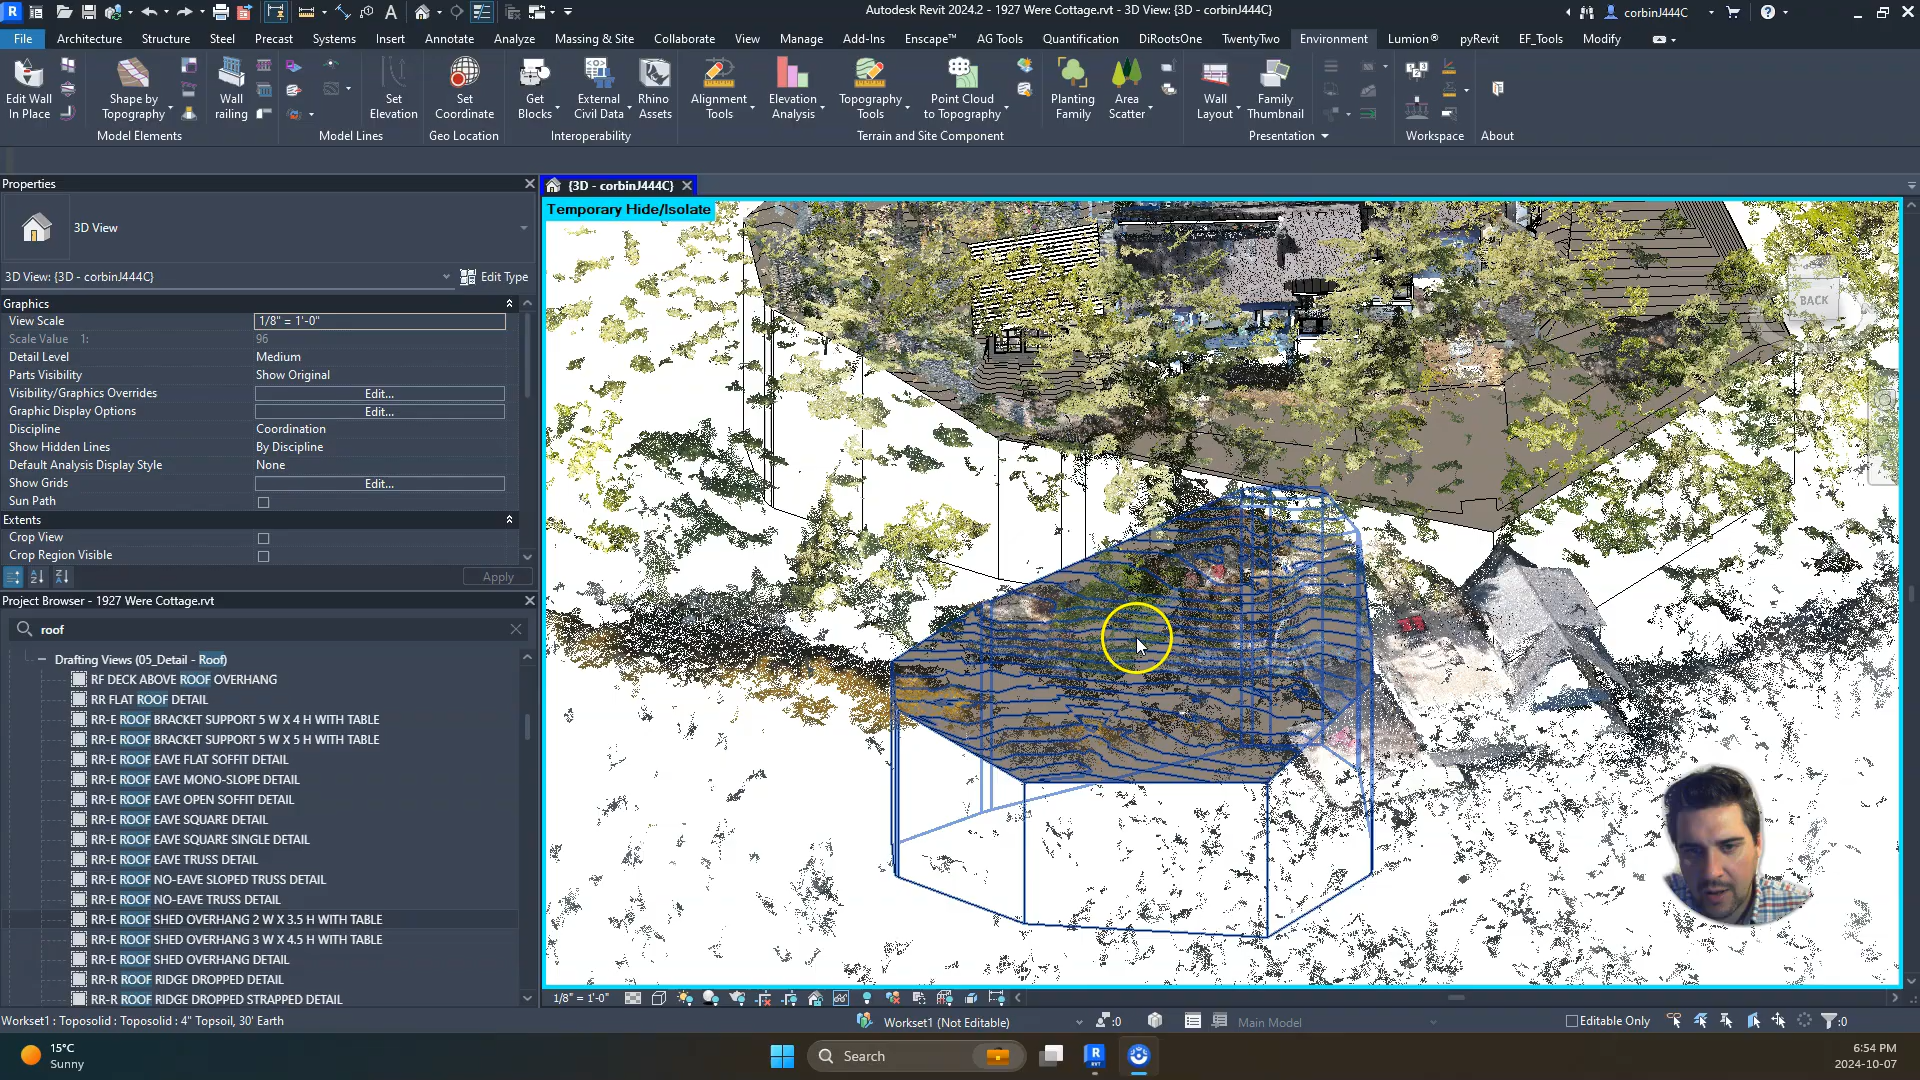 Autodesk Revit 2024.2 - 1927 Were Cottage.rvt - 3D View: {3D - corbinJ444C}
corbinJ444C
File Architecture Structure Steel Precast Systems Insert Annotate Analyze Massing & Site Collaborate View Manage Add-Ins Enscape™ AG Tools Quantification DiRootsOne TwentyTwo Environment Lumion® pyRevit EF_Tools Modify
Edit Wall In Place
Shape by Topography
Wall railing
Set Elevation
Set Coordinate
Get Blocks
External Civil Data
Rhino Assets
Alignment Tools
Elevation Analysis
Topography Tools
Point Cloud to Topography
Planting Family
Area Scatter
Wall Layout
Family Thumbnail
Model Elements Model Lines Geo Location Interoperability Terrain and Site Component Presentation Workspace About
Properties
3D View
3D View: {3D - corbinJ444C}
Edit Type
Graphics
View Scale 1/8" = 1'-0"
Scale Value 1: 96
Detail Level Medium
Parts Visibility Show Original
Visibility/Graphics Overrides Edit...
Graphic Display Options Edit...
Discipline Coordination
Show Hidden Lines By Discipline
Default Analysis Display Style None
Show Grids Edit...
Sun Path
Extents
Crop View
Crop Region Visible
Apply
Project Browser - 1927 Were Cottage.rvt
roof
Drafting Views (05_Detail - Roof)
RF DECK ABOVE ROOF OVERHANG
RR FLAT ROOF DETAIL
RR-E ROOF BRACKET SUPPORT 5 W X 4 H WITH TABLE
RR-E ROOF BRACKET SUPPORT 5 W X 5 H WITH TABLE
RR-E ROOF EAVE FLAT SOFFIT DETAIL
RR-E ROOF EAVE MONO-SLOPE DETAIL
RR-E ROOF EAVE OPEN SOFFIT DETAIL
RR-E ROOF EAVE SQUARE DETAIL
RR-E ROOF EAVE SQUARE SINGLE DETAIL
RR-E ROOF EAVE TRUSS DETAIL
RR-E ROOF NO-EAVE SLOPED TRUSS DETAIL
RR-E ROOF NO-EAVE TRUSS DETAIL
RR-E ROOF SHED OVERHANG 2 W X 3.5 H WITH TABLE
RR-E ROOF SHED OVERHANG 3 W X 4.5 H WITH TABLE
RR-E ROOF SHED OVERHANG DETAIL
RR-R ROOF RIDGE DROPPED DETAIL
RR-R ROOF RIDGE DROPPED STRAPPED DETAIL
{3D - corbinJ444C}
Temporary Hide/Isolate
BACK
1/8" = 1'-0"
Workset1 : Toposolid : Toposolid : 4" Topsoil, 30' Earth
Workset1 (Not Editable)
:0
Main Model
Editable Only
:0
15°C
Sunny
Search
6:54 PM
2024-10-07